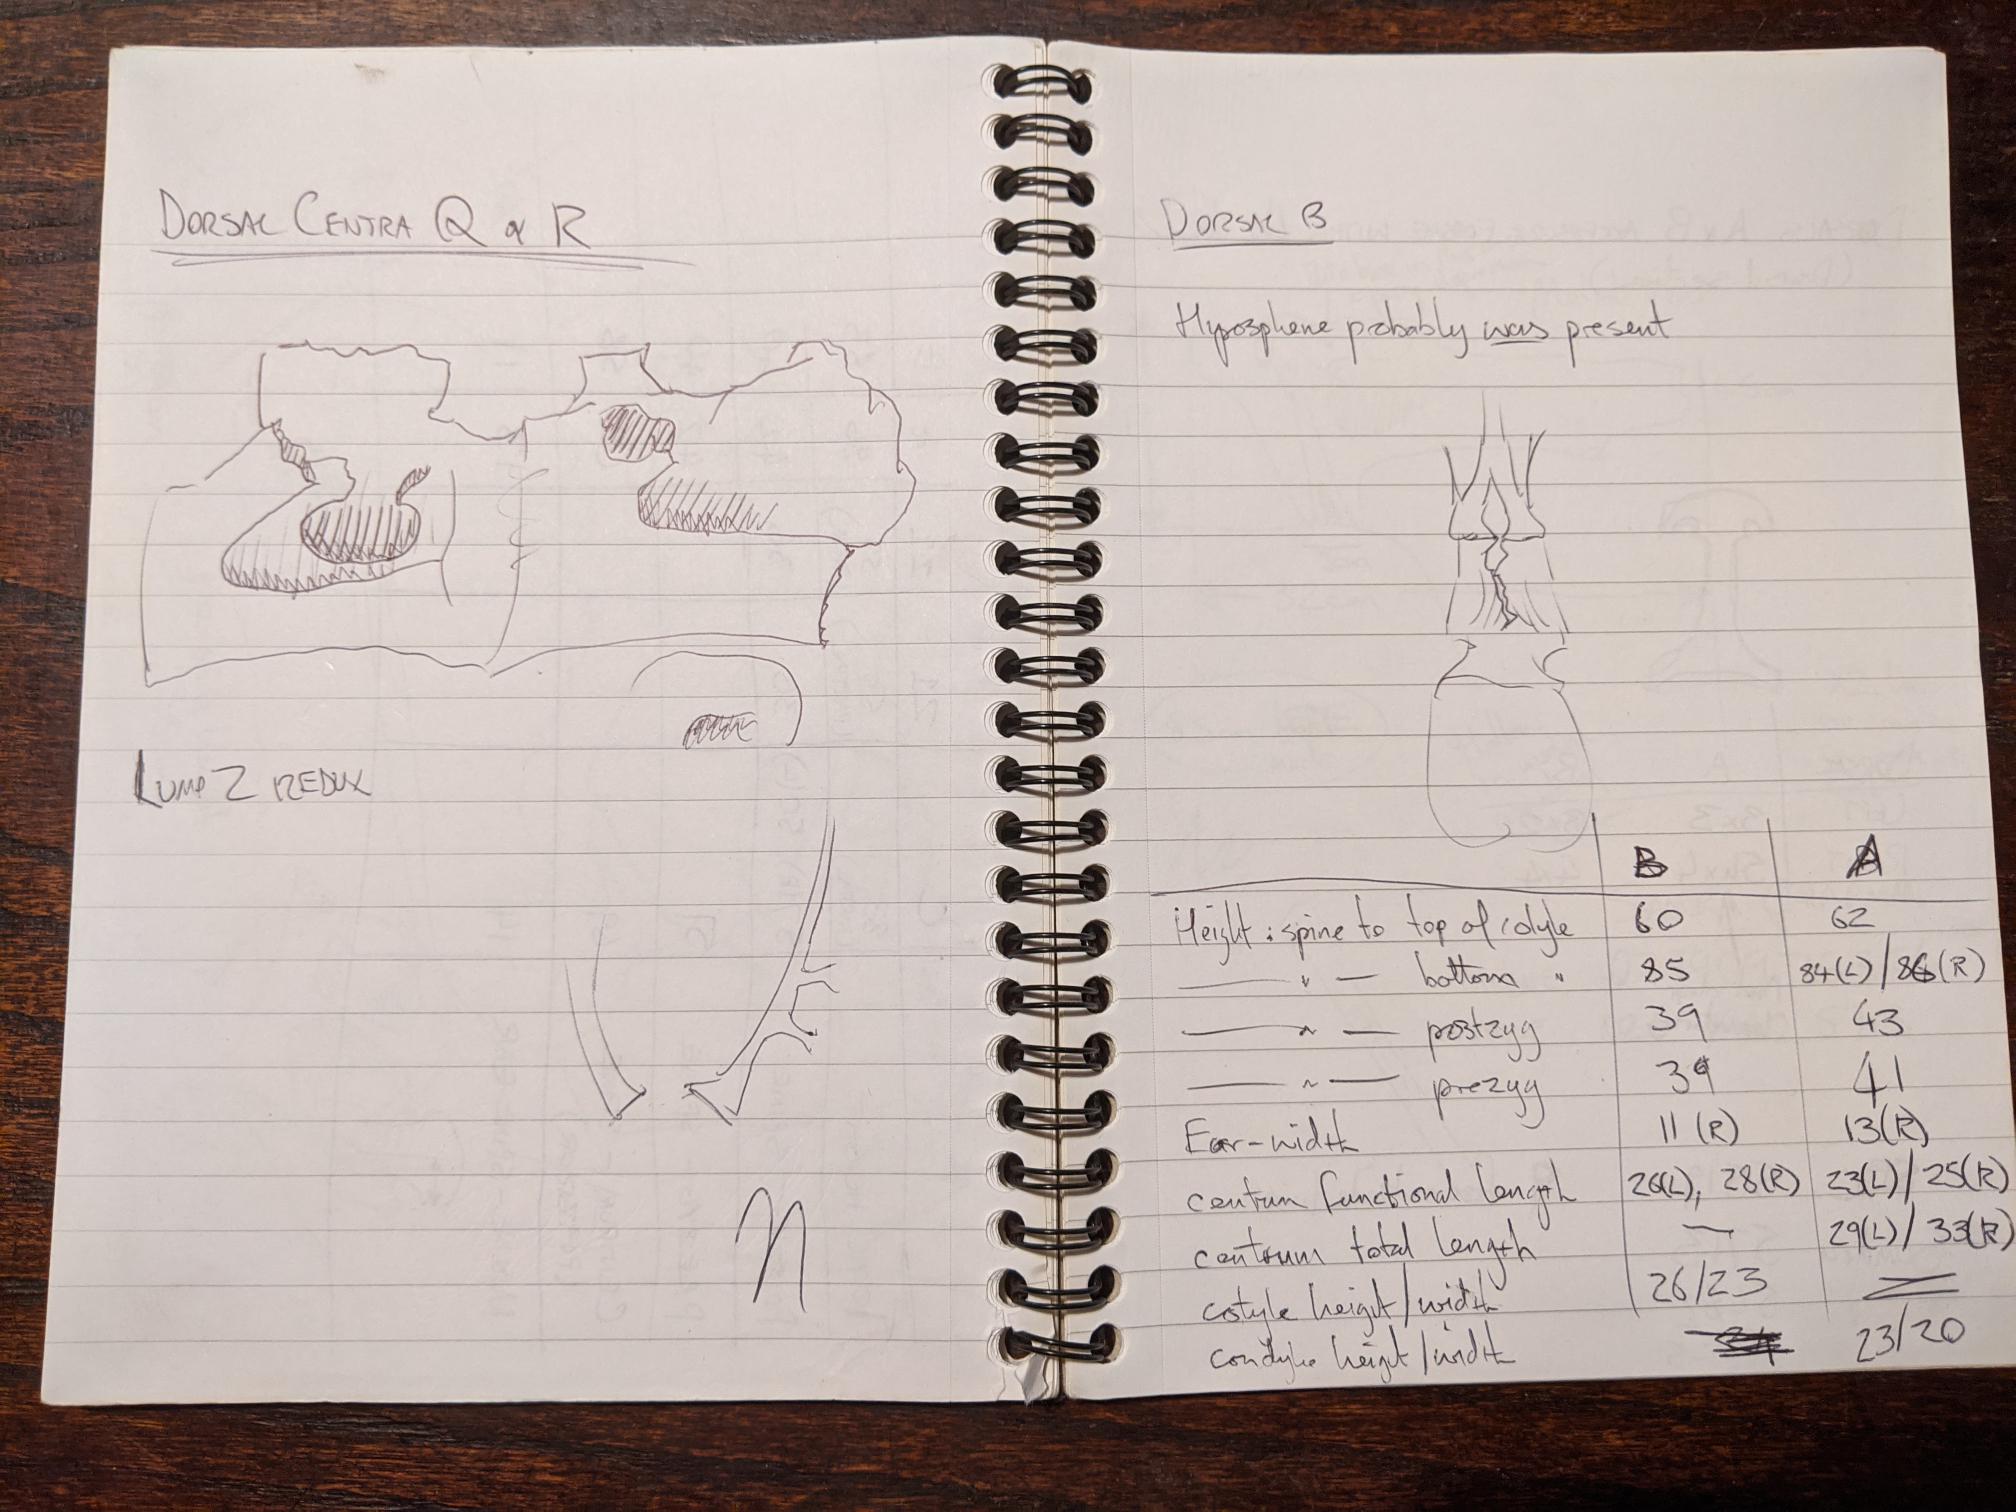 DORSAL CENTRA Q & R
LUMP Z REDUX
n
DORSAL B
Hyposphene probably was present
B A
Height : spine to top of cotyle 60 62
— " — bottom " 85 84(L)/86(R)
— " — postzyg 39 43
— " — prezyg 39 41
Ear-width 11 (R) 13(R)
centrum functional length 26(L), 28(R) 23(L)/25(R)
centrum total length — 29(L)/33(R)
cotyle height/width 26/23 —
condyle height/width 23/20